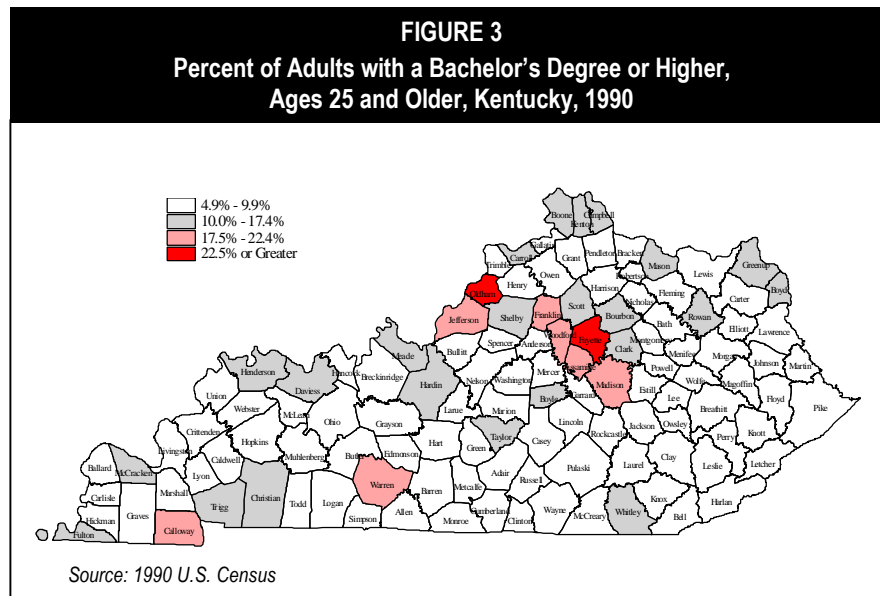 FIGURE 3
Percent of Adults with a Bachelor's Degree or Higher,
Ages 25 and Older, Kentucky, 1990
4.9% - 9.9%
10.0% - 17.4%
17.5% - 22.4%
22.5% or Greater
Boone
Kenton
Campbell
Gallatin
Carroll
Trimble
Grant
Pendleton
Bracken
Owen
Robertson
Mason
Lewis
Greenup
Boyd
Oldham
Henry
Harrison
Fleming
Carter
Nicholas
Rowan
Jefferson
Shelby
Franklin
Scott
Bourbon
Bath
Elliott
Lawrence
Woodford
Fayette
Montgomery
Spencer
Anderson
Clark
Menifee
Morgan
Johnson
Martin
Bullitt
Meade
Hancock
Breckinridge
Hardin
Nelson
Washington
Mercer
Jessamine
Madison
Powell
Estill
Wolfe
Magoffin
Floyd
Pike
Henderson
Daviess
Union
Webster
McLean
Ohio
Grayson
Larue
Marion
Boyle
Garrard
Lee
Breathitt
Lincoln
Rockcastle
Jackson
Owsley
Perry
Knott
Crittenden
Hopkins
Muhlenberg
Butler
Edmonson
Hart
Green
Taylor
Casey
Livingston
Caldwell
Lyon
Ballard
McCracken
Carlisle
Marshall
Hickman
Graves
Fulton
Calloway
Trigg
Christian
Todd
Logan
Warren
Simpson
Allen
Barren
Metcalfe
Adair
Russell
Pulaski
Laurel
Clay
Leslie
Letcher
Monroe
Cumberland
Clinton
Wayne
McCreary
Whitley
Knox
Bell
Harlan
Source: 1990 U.S. Census